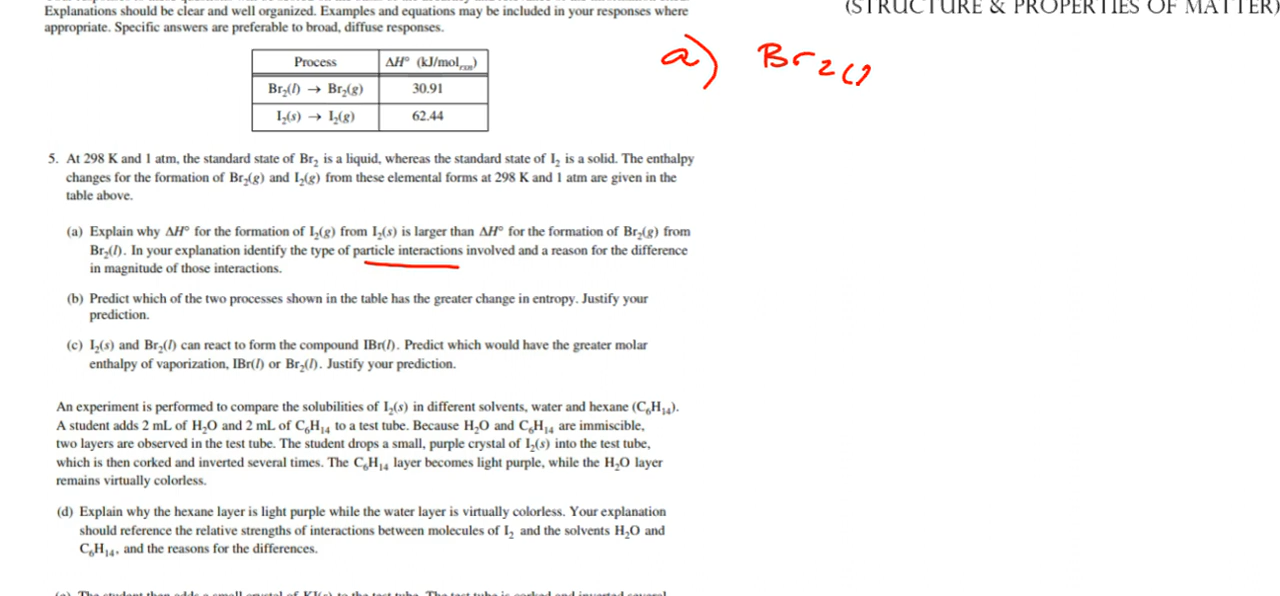 Explanations should be clear and well organized. Examples and equations may be included in your responses where
(STRUCTURE & PROPERTIES OF MATTER)
appropriate. Specific answers are preferable to broad, diffuse responses.
a) Br₂(
Process ΔH° (kJ/mol_rxn)
Br₂(l) → Br₂(g) 30.91
I₂(s) → I₂(g) 62.44
5. At 298 K and 1 atm, the standard state of Br₂ is a liquid, whereas the standard state of I₂ is a solid. The enthalpy
changes for the formation of Br₂(g) and I₂(g) from these elemental forms at 298 K and 1 atm are given in the
table above.
(a) Explain why ΔH° for the formation of I₂(g) from I₂(s) is larger than ΔH° for the formation of Br₂(g) from
Br₂(l). In your explanation identify the type of particle interactions involved and a reason for the difference
in magnitude of those interactions.
(b) Predict which of the two processes shown in the table has the greater change in entropy. Justify your
prediction.
(c) I₂(s) and Br₂(l) can react to form the compound IBr(l). Predict which would have the greater molar
enthalpy of vaporization, IBr(l) or Br₂(l). Justify your prediction.
An experiment is performed to compare the solubilities of I₂(s) in different solvents, water and hexane (C₆H₁₄).
A student adds 2 mL of H₂O and 2 mL of C₆H₁₄ to a test tube. Because H₂O and C₆H₁₄ are immiscible,
two layers are observed in the test tube. The student drops a small, purple crystal of I₂(s) into the test tube,
which is then corked and inverted several times. The C₆H₁₄ layer becomes light purple, while the H₂O layer
remains virtually colorless.
(d) Explain why the hexane layer is light purple while the water layer is virtually colorless. Your explanation
should reference the relative strengths of interactions between molecules of I₂ and the solvents H₂O and
C₆H₁₄, and the reasons for the differences.